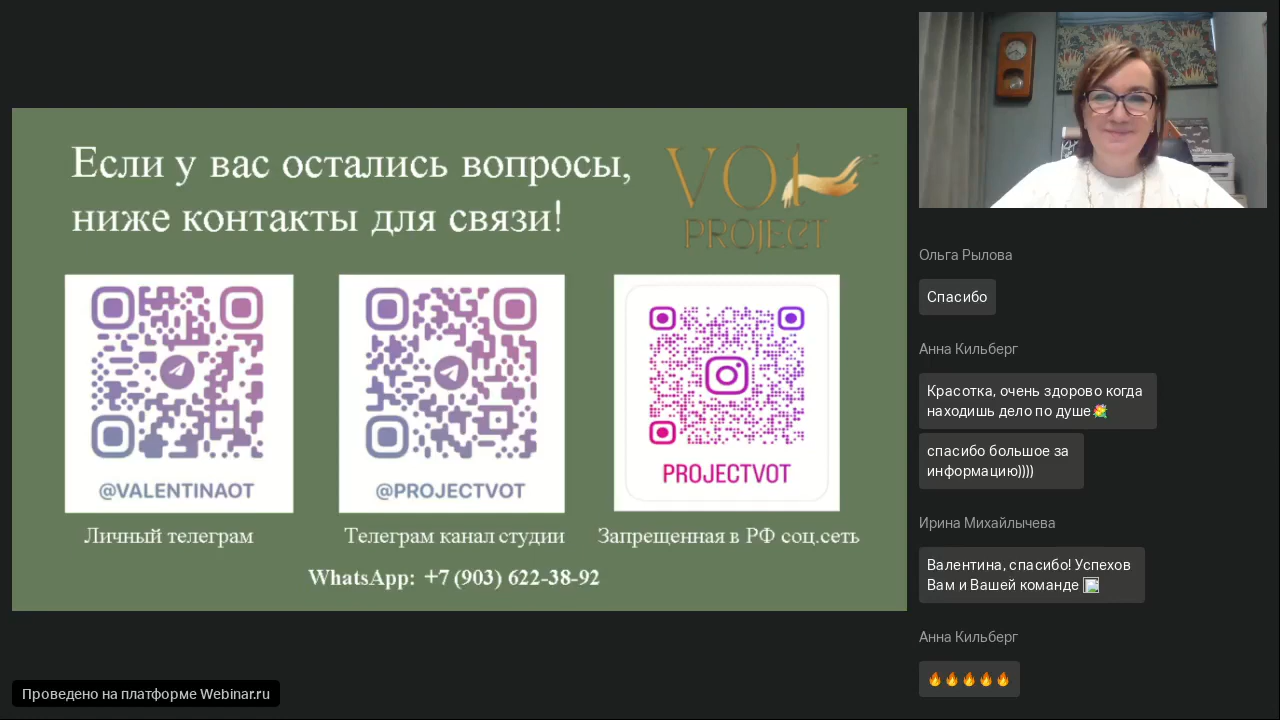 Если у вас остались вопросы,
ниже контакты для связи!
VOT
PROJECT
@VALENTINAOT
@PROJECTVOT
PROJECTVOT
Личный телеграм
Телеграм канал студии
Запрещенная в РФ соц.сеть
WhatsApp: +7 (903) 622-38-92
Проведено на платформе Webinar.ru
Ольга Рылова
Спасибо
Анна Кильберг
Красотка, очень здорово когда
находишь дело по душе💐
спасибо большое за
информацию))))
Ирина Михайлычева
Валентина, спасибо! Успехов
Вам и Вашей команде
Анна Кильберг
🔥🔥🔥🔥🔥